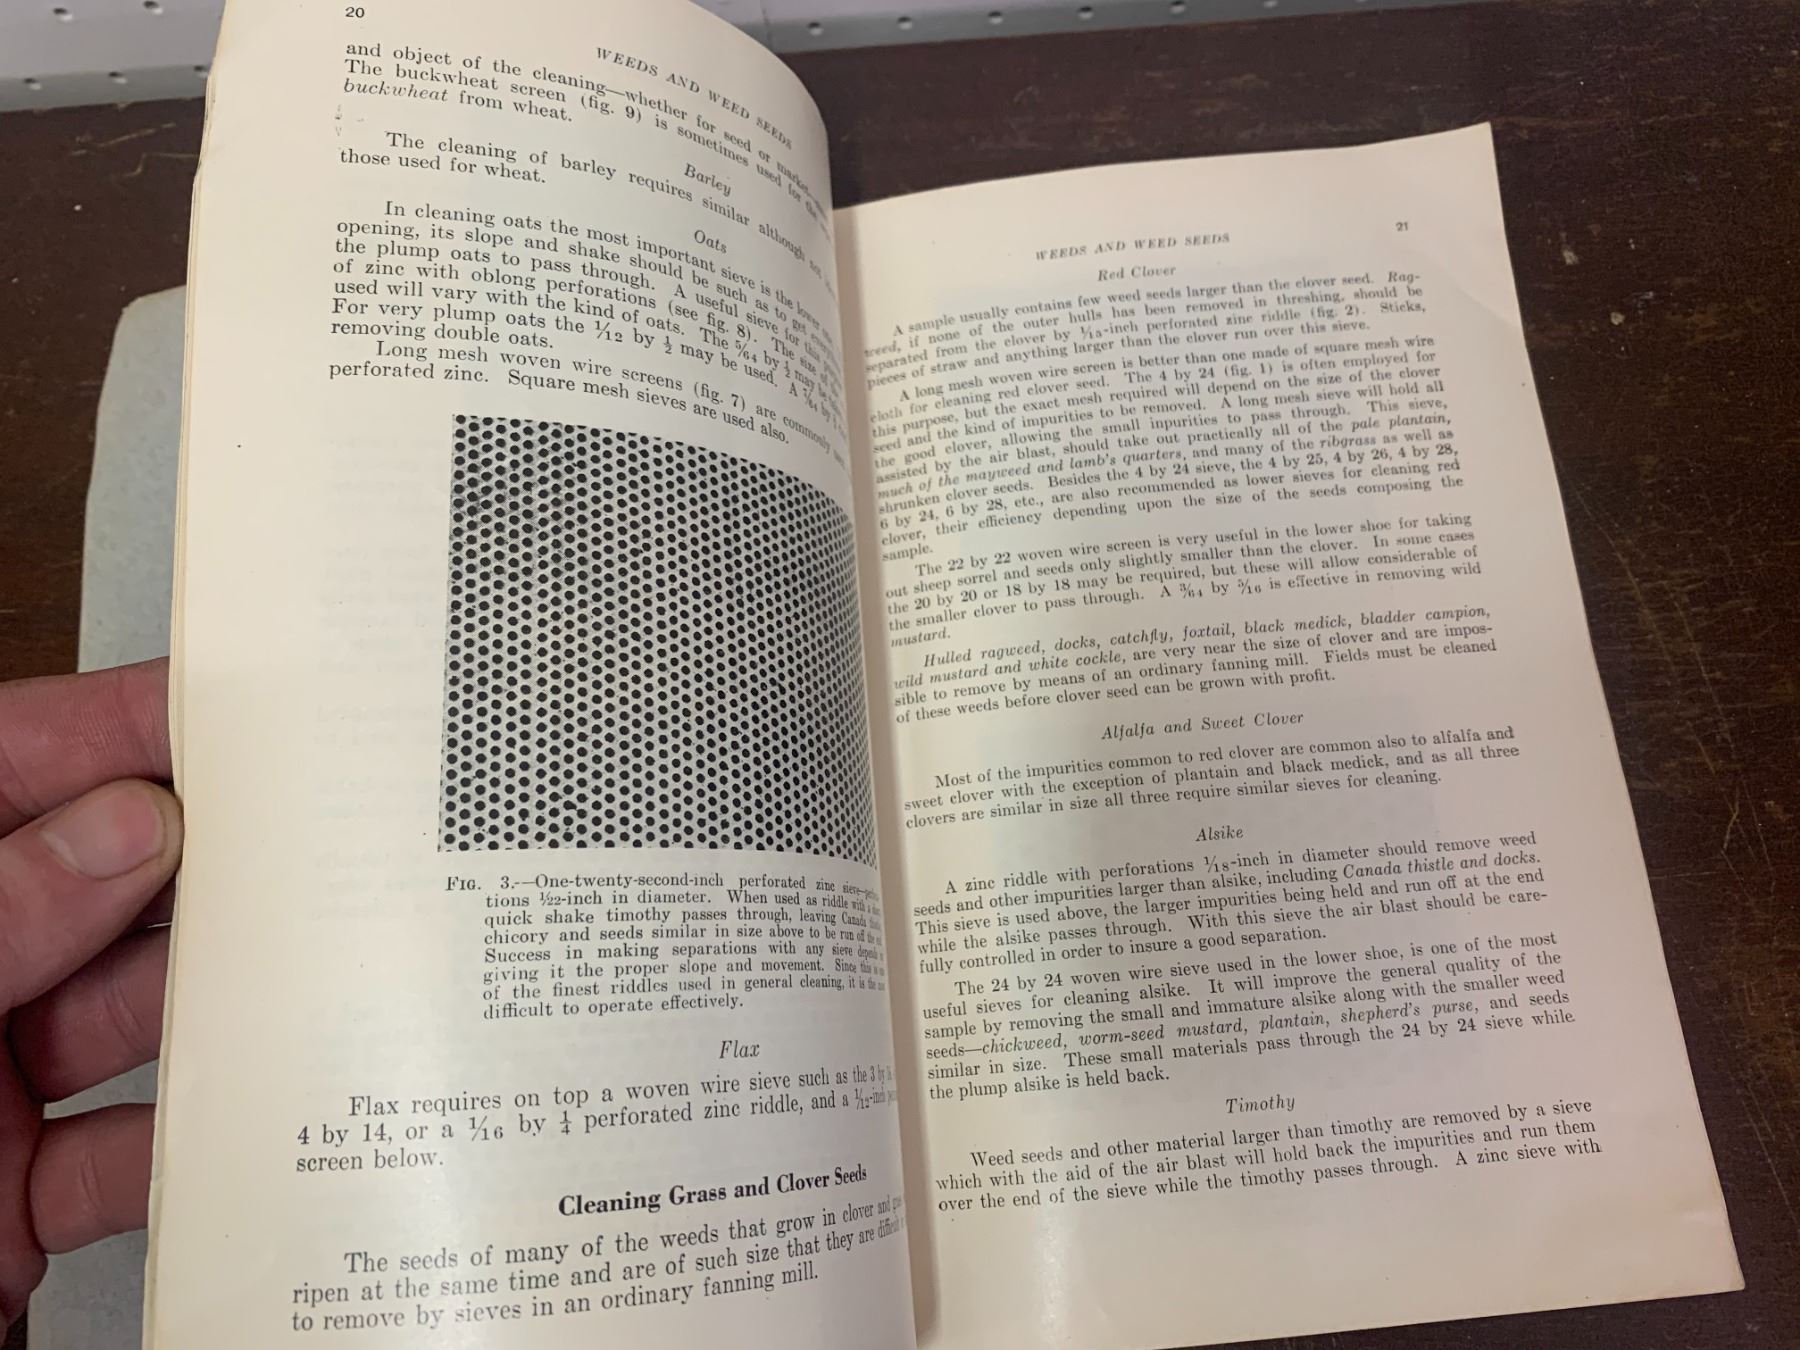 20
WEEDS AND WEED SEEDS
and object of the cleaning—whether for seed or market
The buckwheat screen (fig. 9) is sometimes used for the
buckwheat from wheat.
Barley
The cleaning of barley requires similar although not
those used for wheat.
Oats
In cleaning oats the most important sieve is the lower one
opening, its slope and shake should be such as to get
the plump oats to pass through. A useful sieve for this
of zinc with oblong perforations (see fig. 8). The size of the
used will vary with the kind of oats. The 5/64 by ½ may be
For very plump oats the 1/12 by ½ may be used. A 7/64 by
removing double oats.
Long mesh woven wire screens (fig. 7) are commonly
perforated zinc. Square mesh sieves are used also.
FIG. 3.—One-twenty-second-inch perforated zinc sieve—
tions 1/22-inch in diameter. When used as riddle with a
quick shake timothy passes through, leaving Canada
chicory and seeds similar in size above to be run off the
Success in making separations with any sieve depends
giving it the proper slope and movement. Since this is
of the finest riddles used in general cleaning, it is the
difficult to operate effectively.
Flax
Flax requires on top a woven wire sieve such as the 3 by
4 by 14, or a 1/16 by ¼ perforated zinc riddle, and a 1/12-inch
screen below.
Cleaning Grass and Clover Seeds
The seeds of many of the weeds that grow in clover and
ripen at the same time and are of such size that they are difficult
to remove by sieves in an ordinary fanning mill.
WEEDS AND WEED SEEDS
21
Red Clover
A sample usually contains few weed seeds larger than the clover seed. Rag-
weed, if none of the outer hulls has been removed in threshing, should be
separated from the clover by 1/15-inch perforated zinc riddle (fig. 2). Sticks,
pieces of straw and anything larger than the clover run over this sieve.
A long mesh woven wire screen is better than one made of square mesh wire
cloth for cleaning red clover seed. The 4 by 24 (fig. 1) is often employed for
this purpose, but the exact mesh required will depend on the size of the clover
seed and the kind of impurities to be removed. A long mesh sieve will hold all
the good clover, allowing the small inpurities to pass through. This sieve,
assisted by the air blast, should take out practically all of the pale plantain,
much of the mayweed and lamb's quarters, and many of the ribgrass as well as
shrunken clover seeds. Besides the 4 by 24 sieve, the 4 by 25, 4 by 26, 4 by 28,
6 by 24, 6 by 28, etc., are also recommended as lower sieves for cleaning red
clover, their efficiency depending upon the size of the seeds composing the
sample.
The 22 by 22 woven wire screen is very useful in the lower shoe for taking
out sheep sorrel and seeds only slightly smaller than the clover. In some cases
the 20 by 20 or 18 by 18 may be required, but these will allow considerable of
the smaller clover to pass through. A 3/64 by 5/16 is effective in removing wild
mustard.
Hulled ragweed, docks, catchfly, foxtail, black medick, bladder campion,
wild mustard and white cockle, are very near the size of clover and are impos-
sible to remove by means of an ordinary fanning mill. Fields must be cleaned
of these weeds before clover seed can be grown with profit.
Alfalfa and Sweet Clover
Most of the impurities common to red clover are common also to alfalfa and
sweet clover with the exception of plantain and black medick, and as all three
clovers are similar in size all three require similar sieves for cleaning.
Alsike
A zinc riddle with perforations 1/18-inch in diameter should remove weed
seeds and other impurities larger than alsike, including Canada thistle and docks.
This sieve is used above, the larger impurities being held and run off at the end
while the alsike passes through. With this sieve the air blast should be care-
fully controlled in order to insure a good separation.
The 24 by 24 woven wire sieve used in the lower shoe, is one of the most
useful sieves for cleaning alsike. It will improve the general quality of the
sample by removing the small and immature alsike along with the smaller weed
seeds—chickweed, worm-seed mustard, plantain, shepherd's purse, and seeds
similar in size. These small materials pass through the 24 by 24 sieve while
the plump alsike is held back.
Timothy
Weed seeds and other material larger than timothy are removed by a sieve
which with the aid of the air blast will hold back the impurities and run them
over the end of the sieve while the timothy passes through. A zinc sieve with